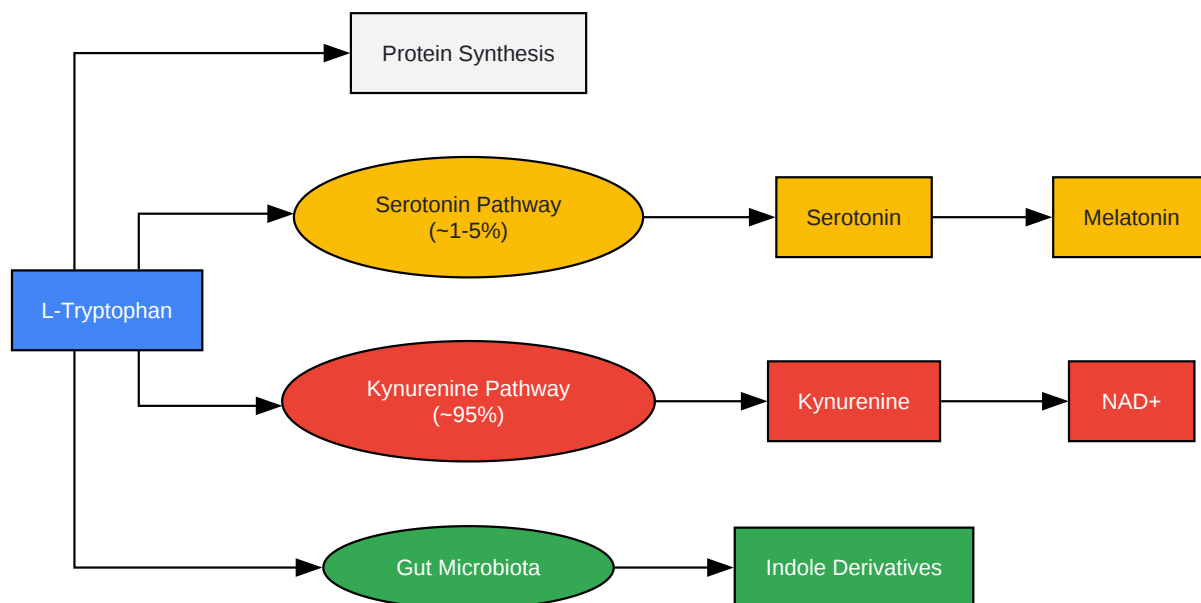 Protein Synthesis
Serotonin Pathway
(~1-5%)
Serotonin
Melatonin
L-Tryptophan
Kynurenine Pathway
(~95%)
Kynurenine
NAD+
Gut Microbiota
Indole Derivatives